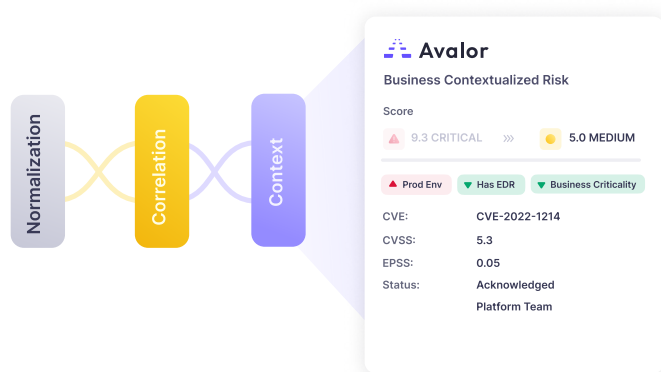 Normalization
Correlation
Context
Avalor
Business Contextualized Risk
Score
9.3 CRITICAL 5.0 MEDIUM
Prod Env Has EDR Business Criticality
CVE: CVE-2022-1214
CVSS: 5.3
EPSS: 0.05
Status: Acknowledged
Platform Team